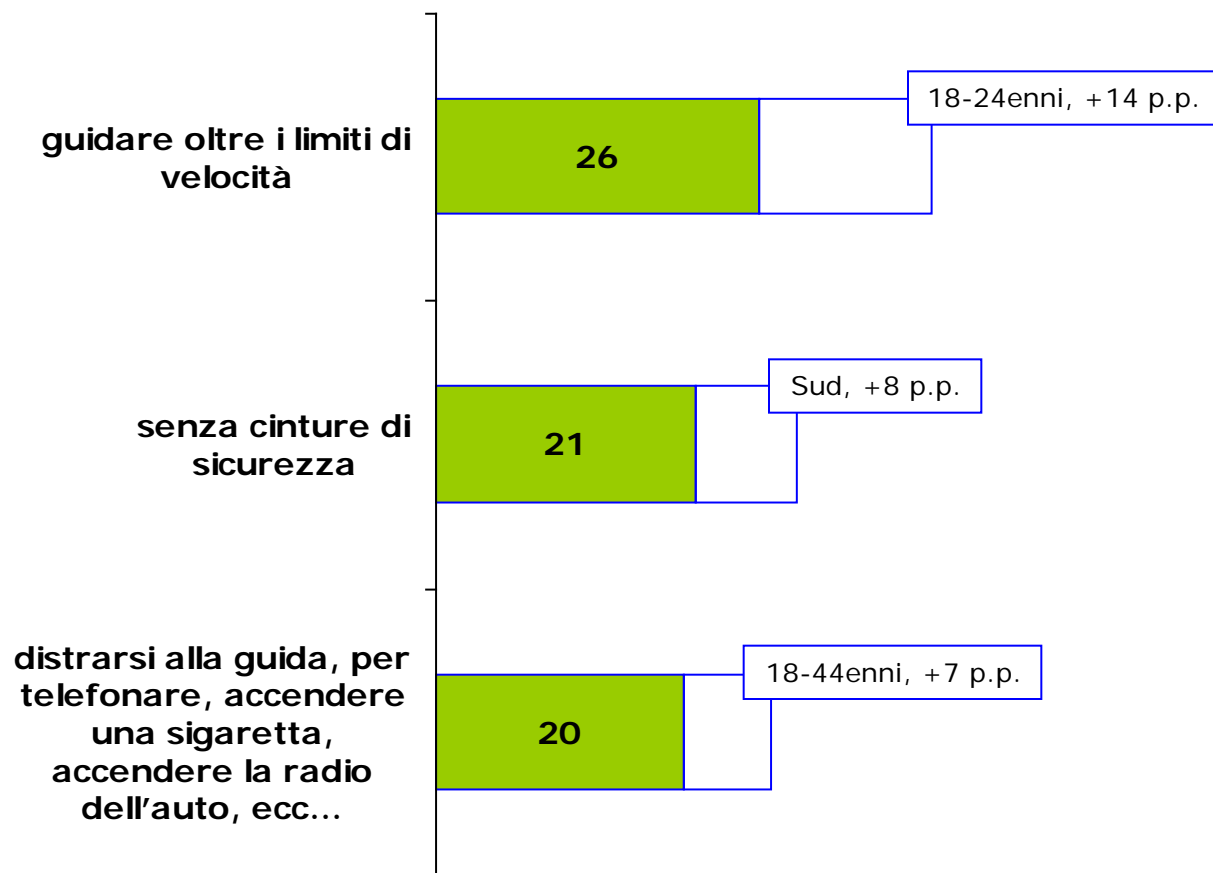 18-24enni, +14 p.p.
guidare oltre i limiti di
velocità
26
Sud, +8 p.p.
senza cinture di
sicurezza
21
18-44enni, +7 p.p.
distrarsi alla guida, per
telefonare, accendere
una sigaretta,
accendere la radio
dell'auto, ecc...
20